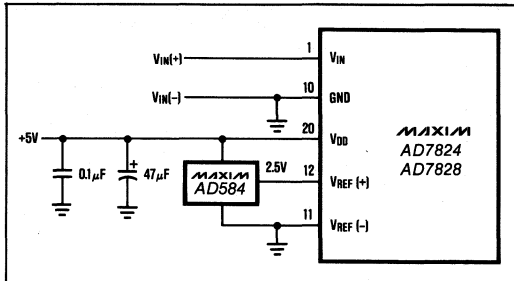 1
VIN(+)
VIN
10
VIN(-)
GND
20
+5V
VDD
MAXIM
AD7824
AD7828
0.1µF
+
47µF
MAXIM
AD584
2.5V
12
VREF (+)
11
VREF (-)